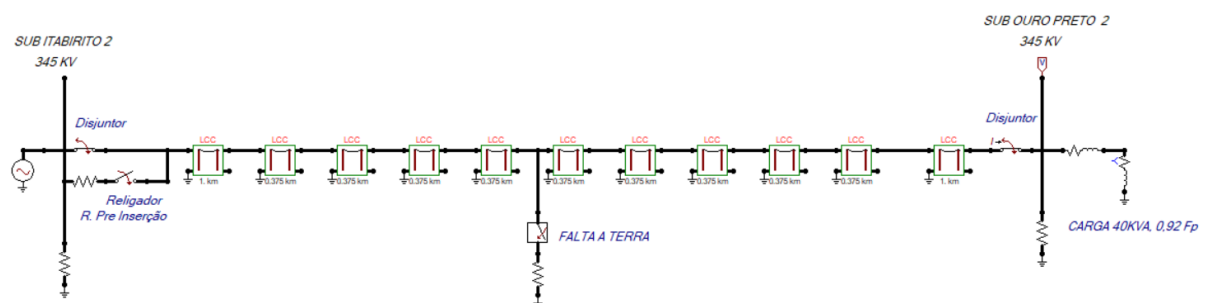 SUB ITABIRITO 2
345 KV
SUB OURO PRETO 2
345 KV
V
Disjuntor
Disjuntor
I
LCC LCC LCC LCC LCC LCC LCC LCC LCC LCC LCC
1. km 0.375 km 0.375 km 0.375 km 0.375 km 0.375 km 0.375 km 0.375 km 0.375 km 0.375 km 1. km
Religador
R. Pre Inserção
FALTA A TERRA
CARGA 40KVA, 0,92 Fp